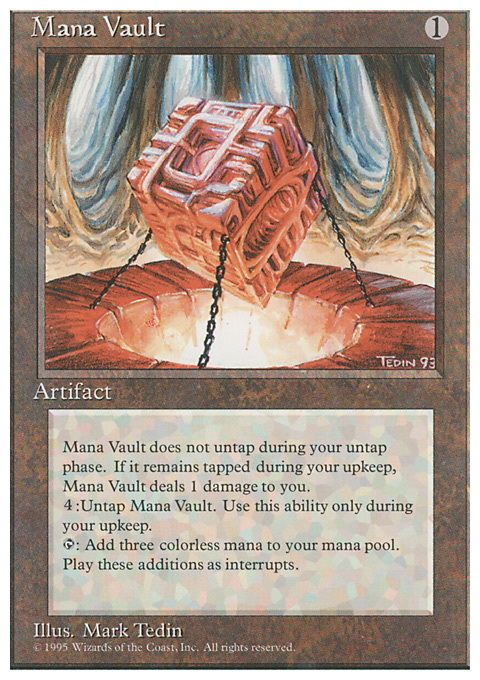 Mana Vault 1
TEDIN 93
Artifact
Mana Vault does not untap during your untap
phase. If it remains tapped during your upkeep,
Mana Vault deals 1 damage to you.
4:Untap Mana Vault. Use this ability only during
your upkeep.
: Add three colorless mana to your mana pool.
Play these additions as interrupts.
Illus. Mark Tedin
© 1995 Wizards of the Coast, Inc. All rights reserved.